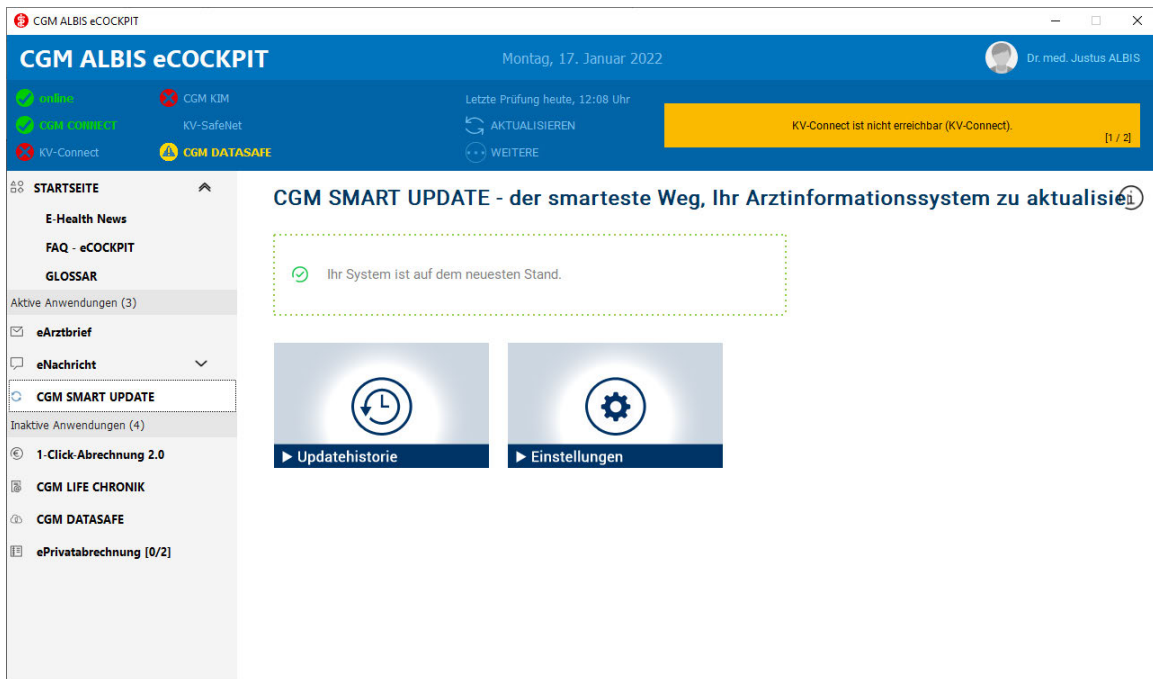 CGM ALBIS eCOCKPIT
CGM ALBIS eCOCKPIT
Montag, 17. Januar 2022
Dr. med. Justus ALBIS
online
CGM KIM
Letzte Prüfung heute, 12:08 Uhr
CGM CONNECT
KV-SafeNet
AKTUALISIEREN
KV-Connect ist nicht erreichbar (KV-Connect).
[1 / 2]
KV-Connect
CGM DATASAFE
WEITERE
STARTSEITE
E-Health News
FAQ - eCOCKPIT
GLOSSAR
Aktive Anwendungen (3)
eArztbrief
eNachricht
CGM SMART UPDATE
Inaktive Anwendungen (4)
1-Click-Abrechnung 2.0
CGM LIFE CHRONIK
CGM DATASAFE
ePrivatabrechnung [0/2]
CGM SMART UPDATE - der smarteste Weg, Ihr Arztinformationssystem zu aktualisie
Ihr System ist auf dem neuesten Stand.
Updatehistorie
Einstellungen